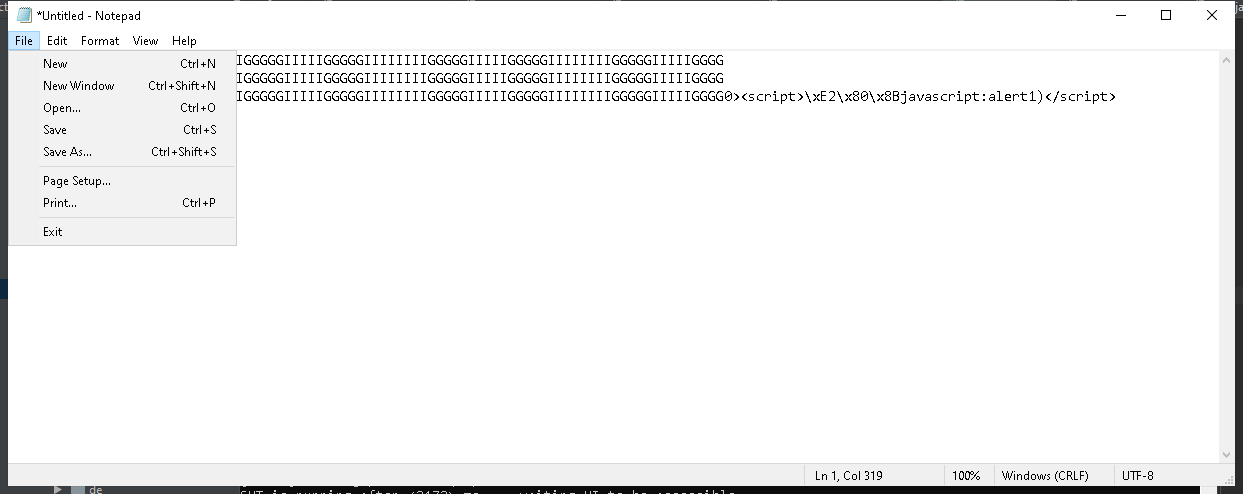 *Untitled - Notepad
File Edit Format View Help
New Ctrl+N
New Window Ctrl+Shift+N
Open... Ctrl+O
Save Ctrl+S
Save As... Ctrl+Shift+S
Page Setup... 
Print... Ctrl+P
Exit
IGGGGGIIIIIGGGGGIIIIIIIIGGGGGIIIIIGGGGGIIIIIIIIGGGGGIIIIIGGGG
IGGGGGIIIIIGGGGGIIIIIIIIGGGGGIIIIIGGGGGIIIIIIIIGGGGGIIIIIGGGG
IGGGGGIIIIIGGGGGIIIIIIIIGGGGGIIIIIGGGGGIIIIIIIIGGGGGIIIIIGGGG0><script>\xE2\x80\x8Bjavascript:alert1)</script>
Ln 1, Col 319 100% Windows (CRLF) UTF-8
de